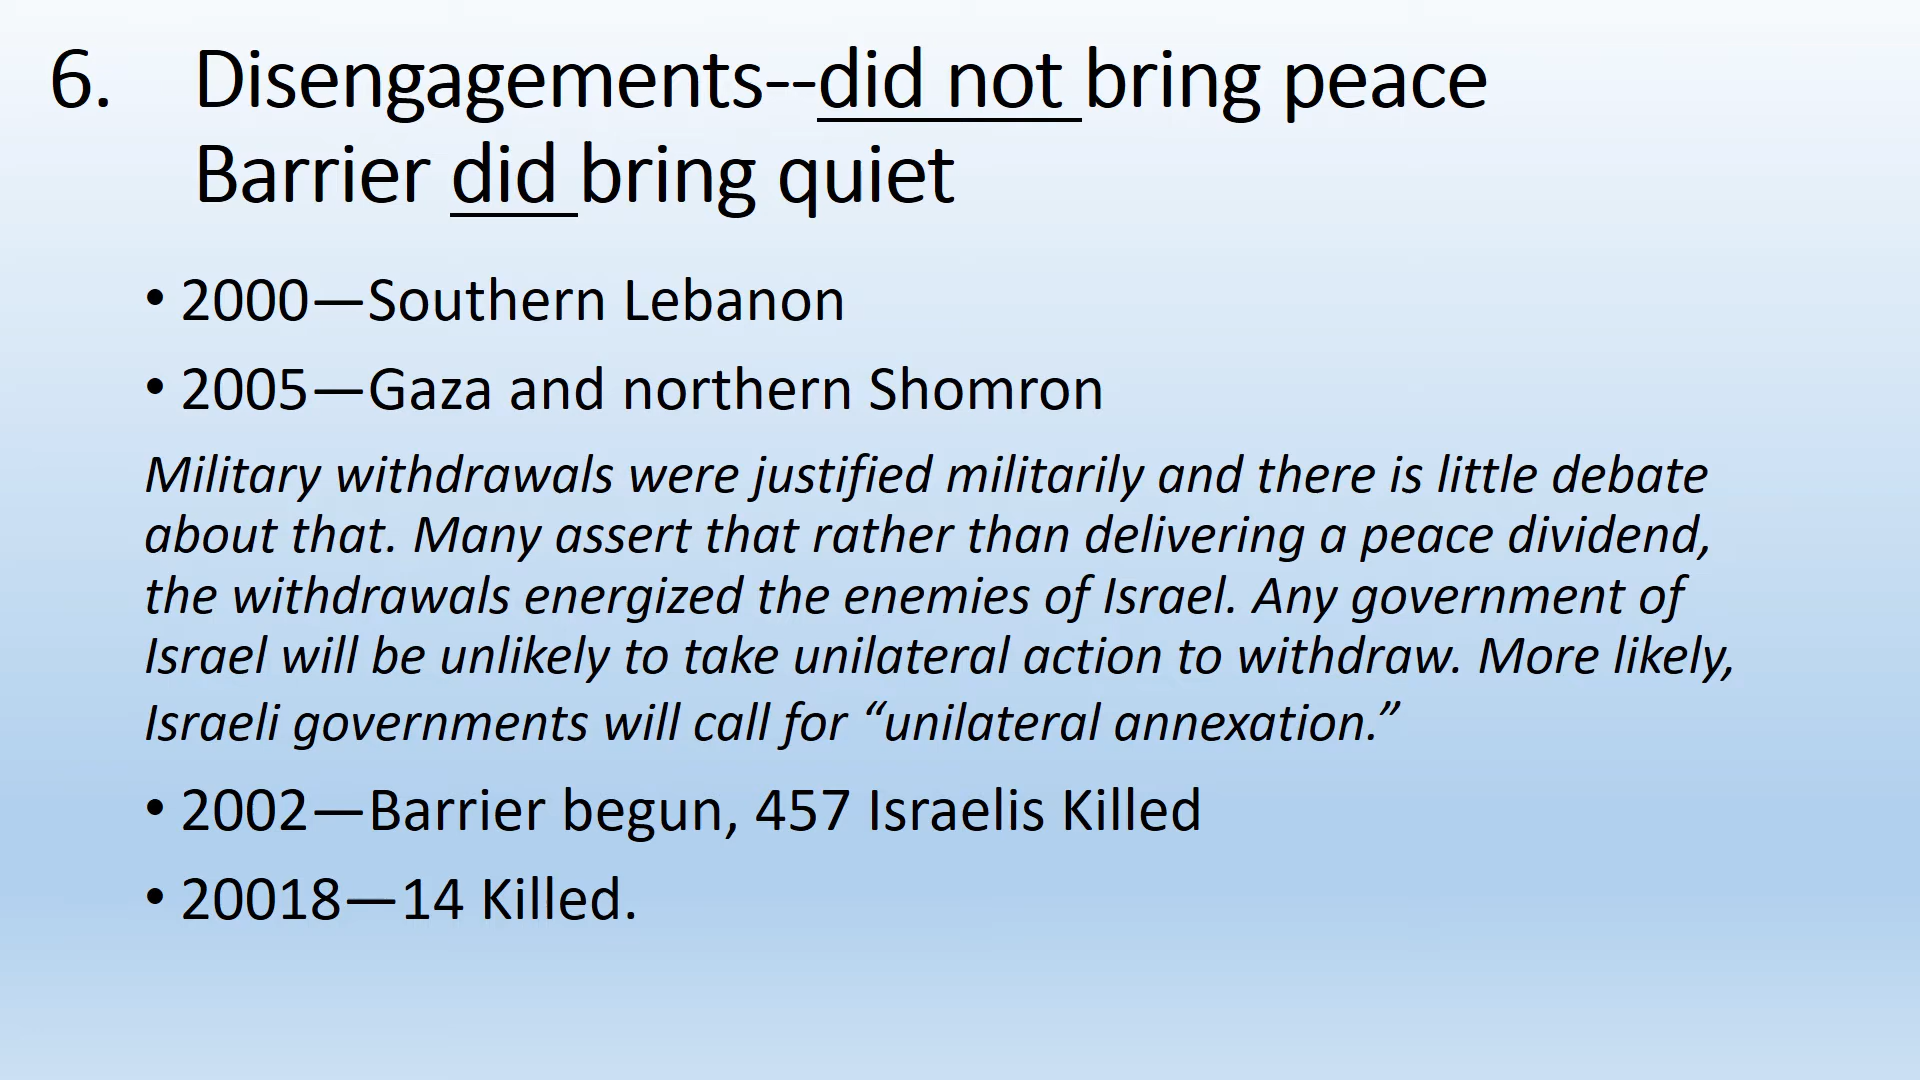 6. Disengagements--did not bring peace
Barrier did bring quiet
• 2000—Southern Lebanon
• 2005—Gaza and northern Shomron
Military withdrawals were justified militarily and there is little debate
about that. Many assert that rather than delivering a peace dividend,
the withdrawals energized the enemies of Israel. Any government of
Israel will be unlikely to take unilateral action to withdraw. More likely,
Israeli governments will call for “unilateral annexation.”
• 2002—Barrier begun, 457 Israelis Killed
• 20018—14 Killed.